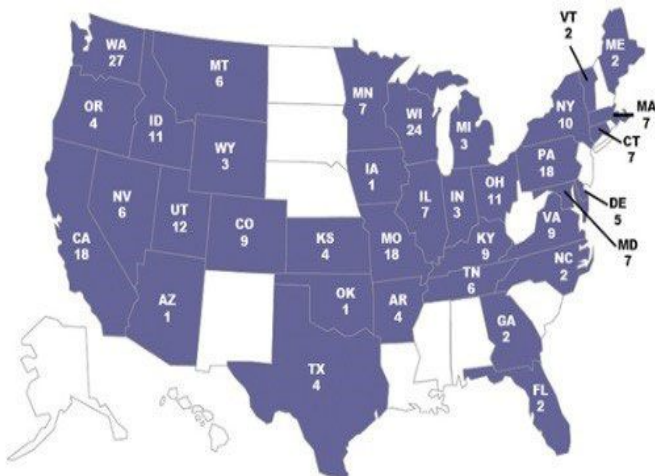 VT
2
WA
27
MT
6
ME
2
OR
4
ID
11
MN
7
WI
24
MI
3
NY
10
MA
7
CT
7
WY
3
IA
1
PA
18
NV
6
UT
12
CO
9
IL
7
IN
3
OH
11
DE
5
CA
18
KS
4
MO
18
KY
9
VA
9
MD
7
AZ
1
OK
1
AR
4
TN
6
NC
2
GA
2
TX
4
FL
2